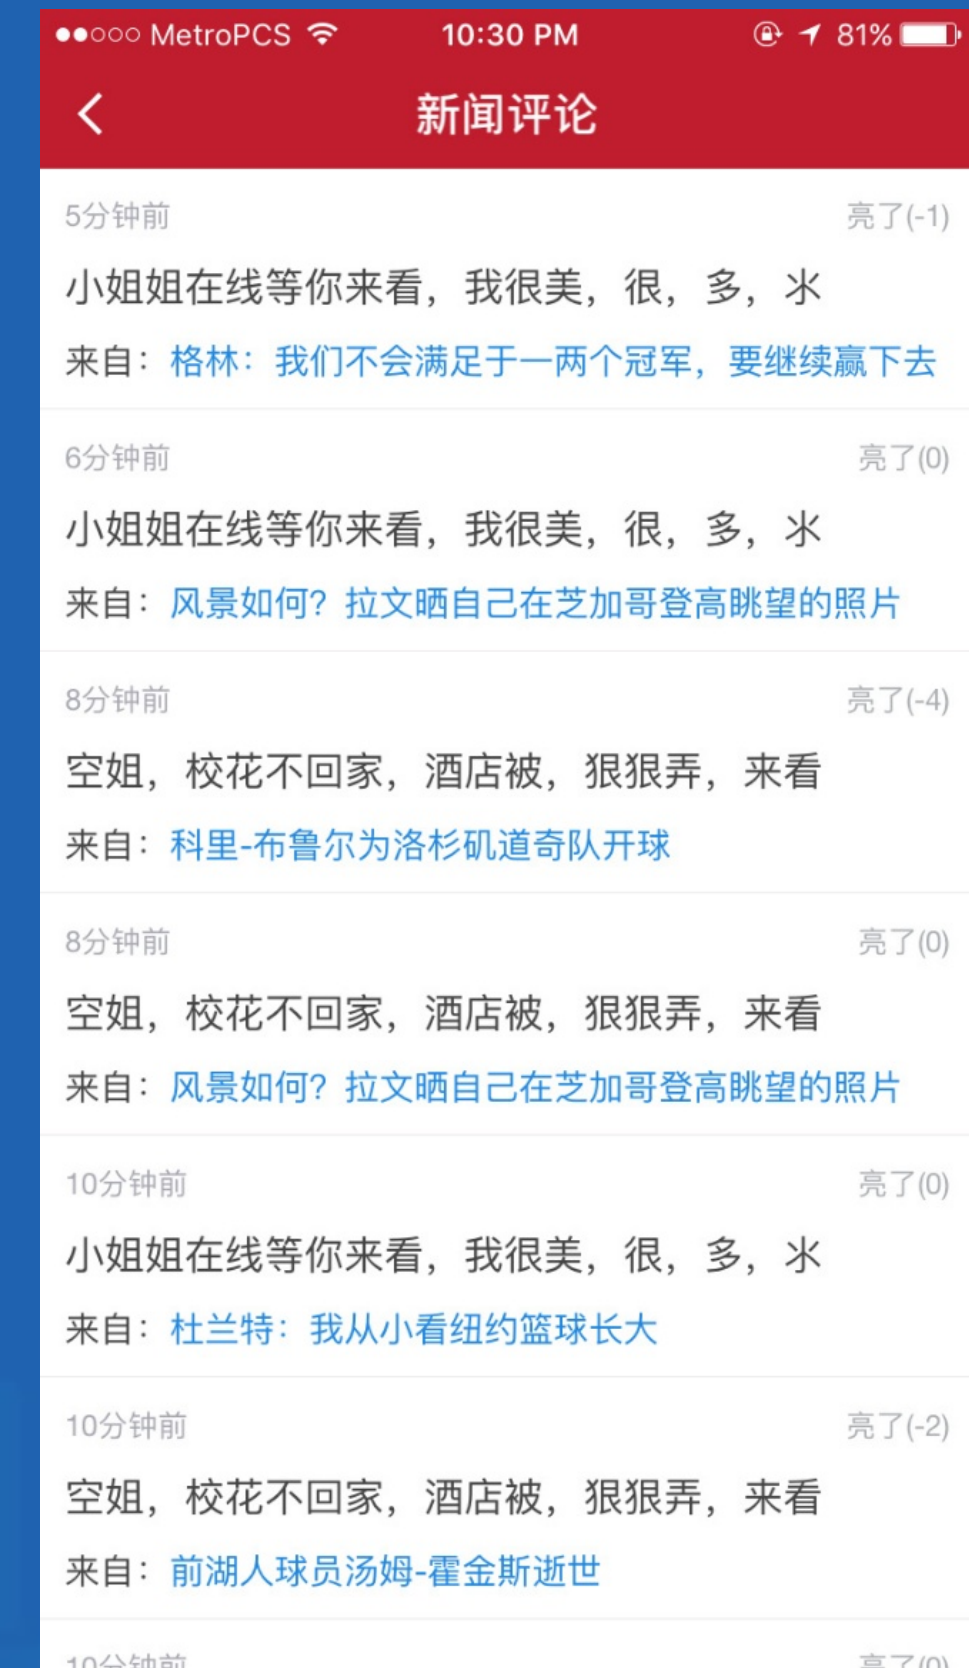 MetroPCS 10:30 PM 81%
新闻评论
5分钟前 亮了(-1)
小姐姐在线等你来看，我很美，很，多，氺
来自：格林：我们不会满足于一两个冠军，要继续赢下去
6分钟前 亮了(0)
小姐姐在线等你来看，我很美，很，多，氺
来自：风景如何？拉文晒自己在芝加哥登高眺望的照片
8分钟前 亮了(-4)
空姐，校花不回家，酒店被，狠狠弄，来看
来自：科里-布鲁尔为洛杉矶道奇队开球
8分钟前 亮了(0)
空姐，校花不回家，酒店被，狠狠弄，来看
来自：风景如何？拉文晒自己在芝加哥登高眺望的照片
10分钟前 亮了(0)
小姐姐在线等你来看，我很美，很，多，氺
来自：杜兰特：我从小看纽约篮球长大
10分钟前 亮了(-2)
空姐，校花不回家，酒店被，狠狠弄，来看
来自：前湖人球员汤姆-霍金斯逝世
10分钟前 亮了(0)